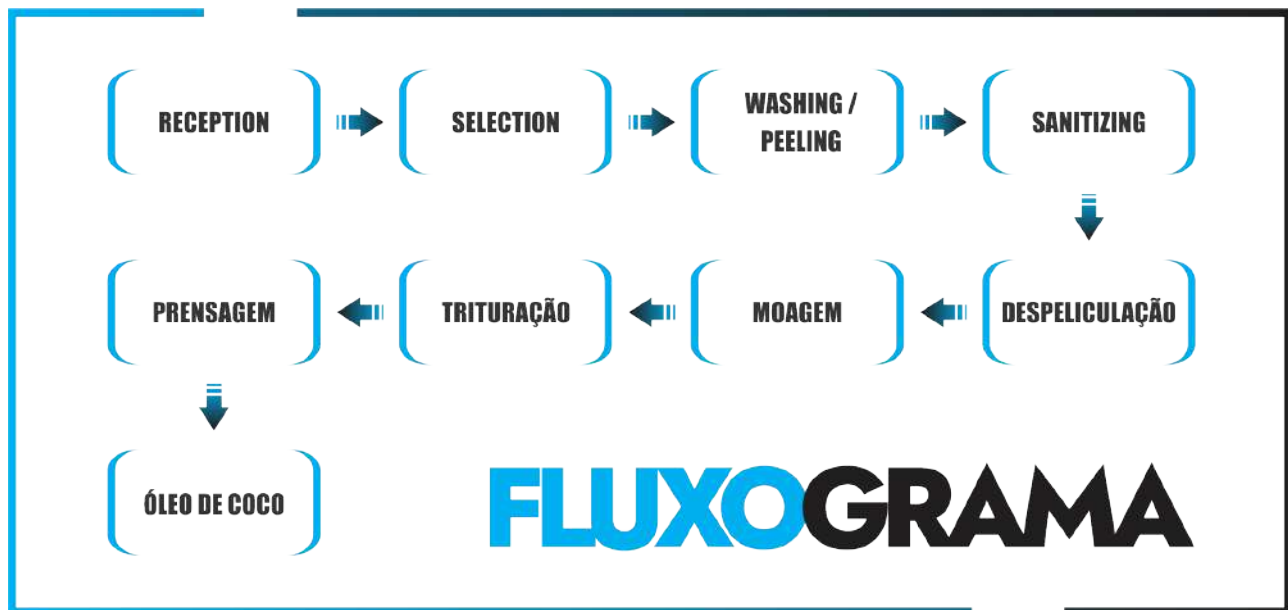 RECEPTION
SELECTION
WASHING /
PEELING
SANITIZING
DESPELICULAÇÃO
MOAGEM
TRITURAÇÃO
PRENSAGEM
ÓLEO DE COCO
FLUXOGRAMA